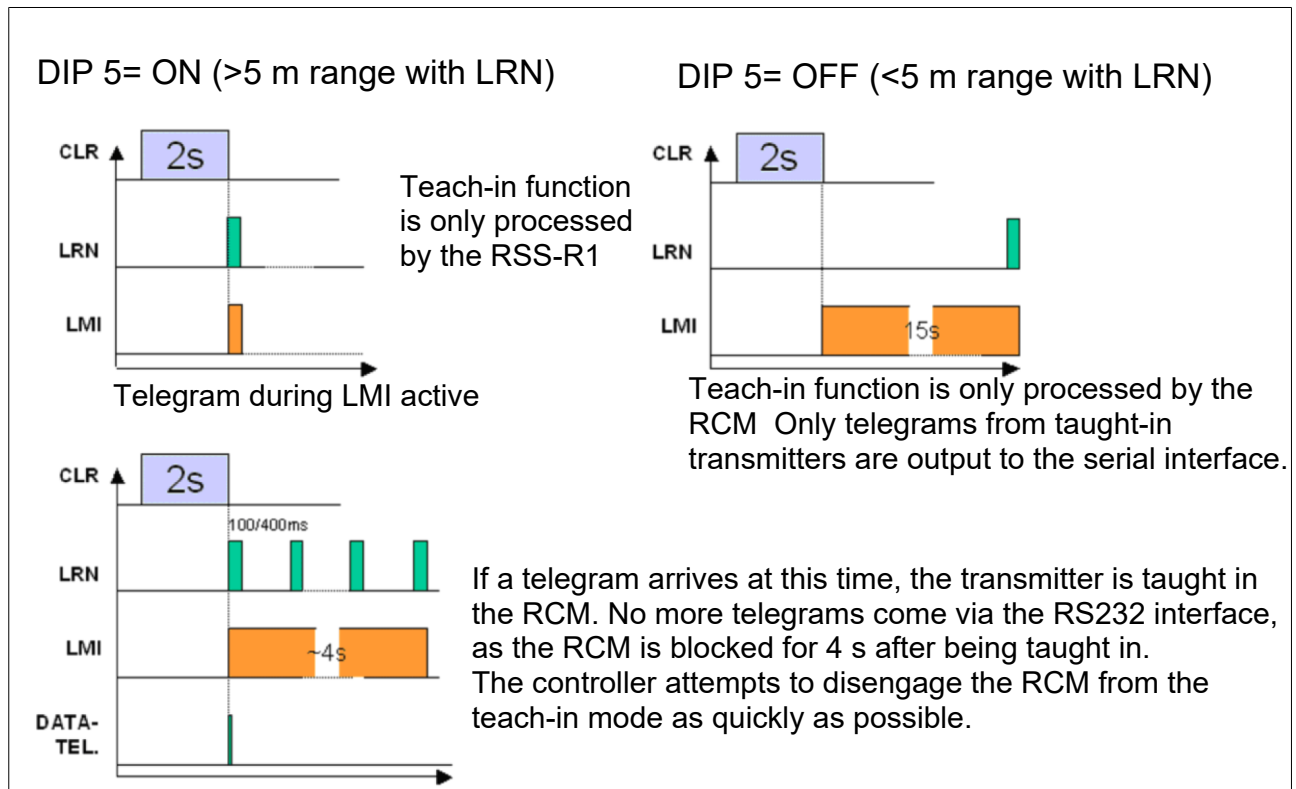 DIP 5= ON (>5 m range with LRN)
CLR
2s
LRN
LMI
Teach-in function
is only processed
by the RSS-R1
Telegram during LMI active
DIP 5= OFF (<5 m range with LRN)
CLR
2s
LRN
LMI
15s
Teach-in function is only processed by the
RCM  Only telegrams from taught-in
transmitters are output to the serial interface.
CLR
2s
100/400ms
LRN
LMI
~4s
DATA-
TEL.
If a telegram arrives at this time, the transmitter is taught in
the RCM. No more telegrams come via the RS232 interface,
as the RCM is blocked for 4 s after being taught in.
The controller attempts to disengage the RCM from the
teach-in mode as quickly as possible.